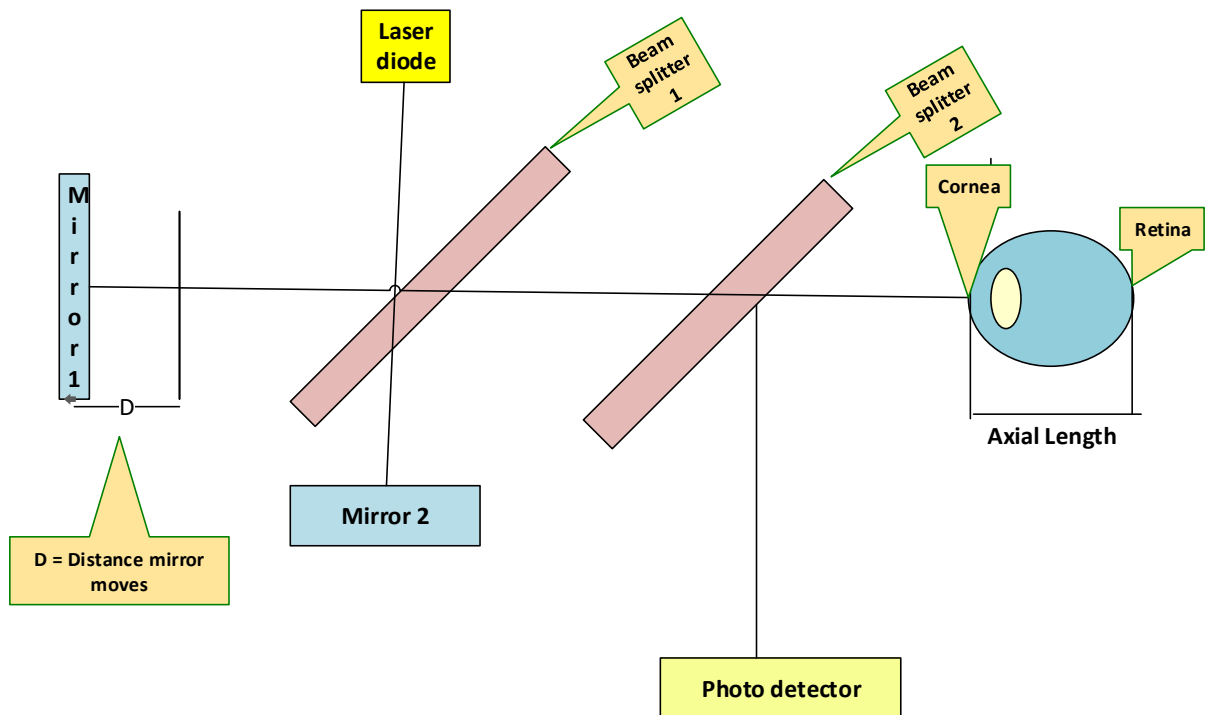 Laser
diode
Beam
splitter
1
Beam
splitter
2
Mirror 1
Cornea
Retina
D
Axial Length
Mirror 2
D = Distance mirror
moves
Photo detector